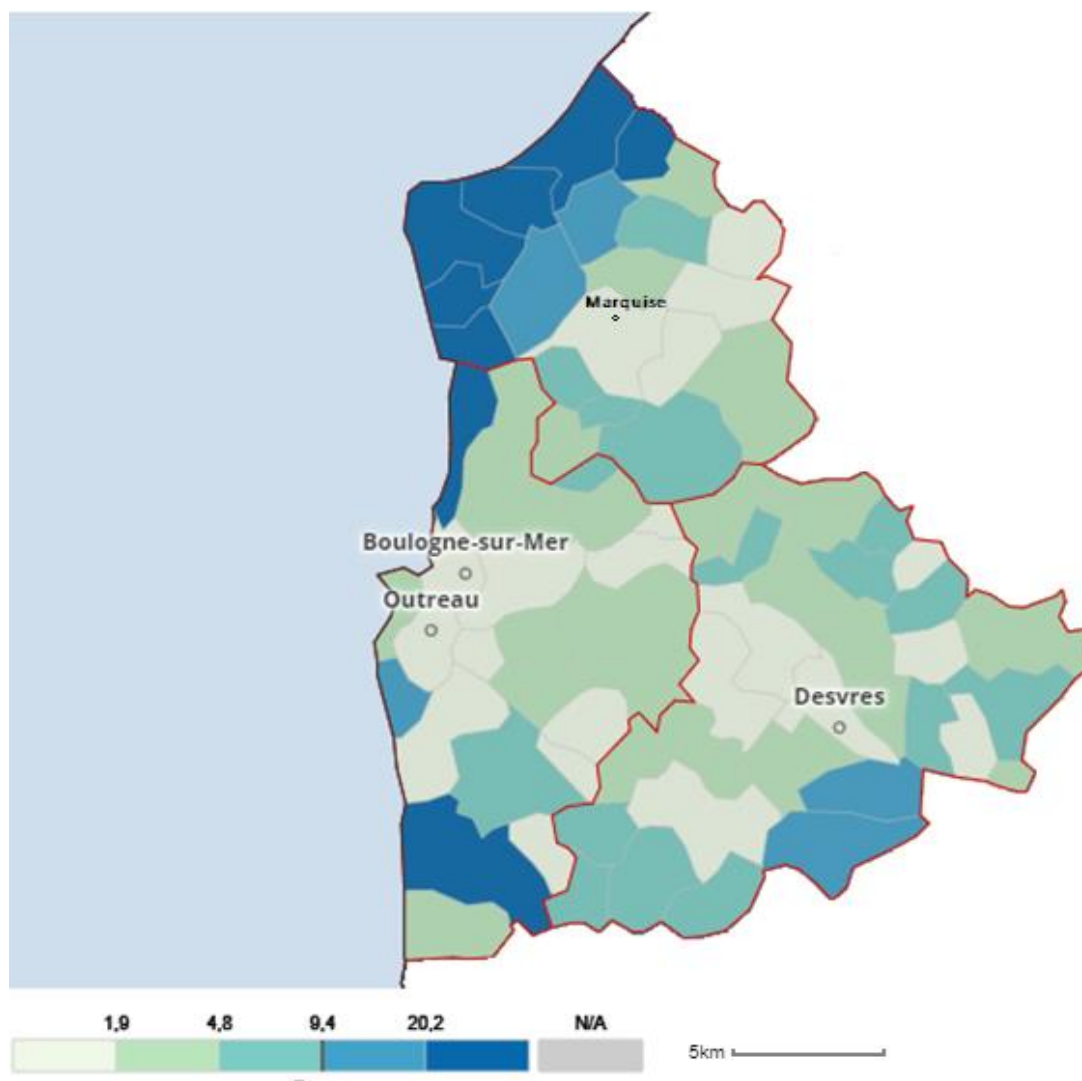 Marquise
Boulogne-sur-Mer
Outreau
Desvres
1,9 4,8 9,4 20,2 N/A
5km